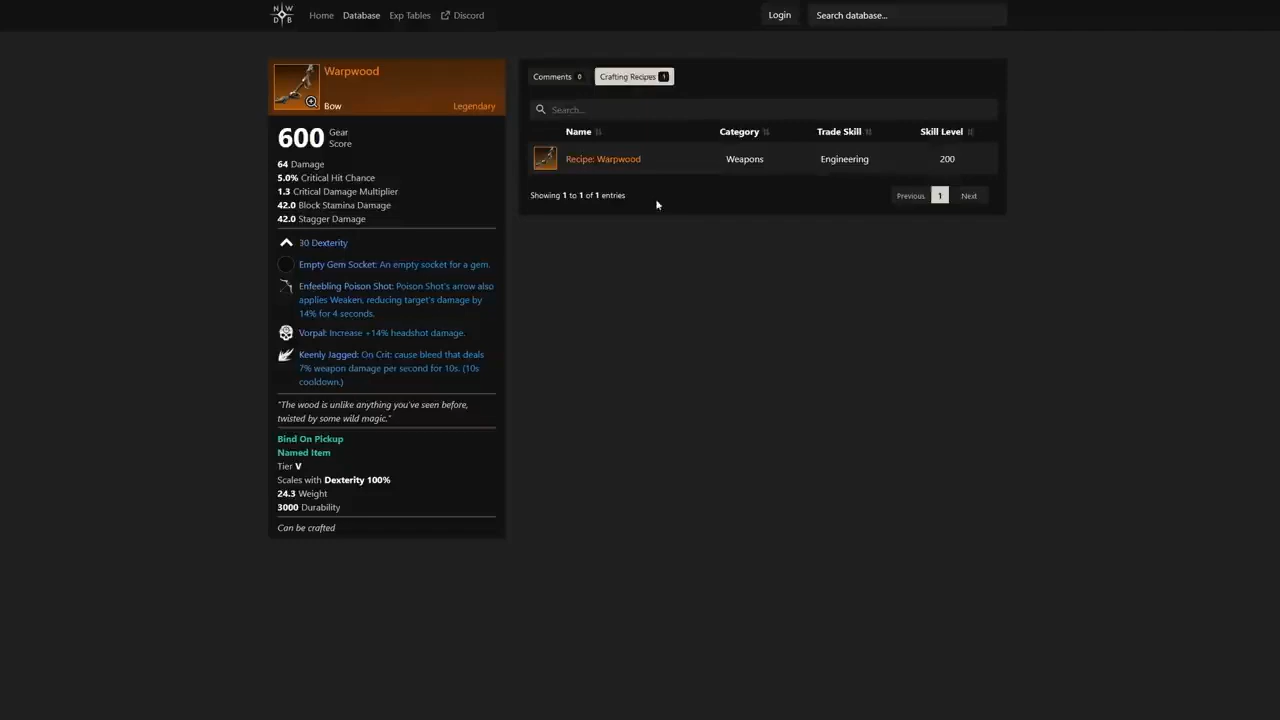 N W D B
Home Database Exp Tables Discord Login Search database...
Warpwood
Bow Legendary
600 Gear Score
64 Damage
5.0% Critical Hit Chance
1.3 Critical Damage Multiplier
42.0 Block Stamina Damage
42.0 Stagger Damage
30 Dexterity
Empty Gem Socket: An empty socket for a gem.
Enfeebling Poison Shot: Poison Shot's arrow also
applies Weaken, reducing target's damage by
14% for 4 seconds.
Vorpal: Increase +14% headshot damage.
Keenly Jagged: On Crit: cause bleed that deals
7% weapon damage per second for 10s. (10s
cooldown.)
"The wood is unlike anything you've seen before,
twisted by some wild magic."
Bind On Pickup
Named Item
Tier V
Scales with Dexterity 100%
24.3 Weight
3000 Durability
Can be crafted
Comments 0 Crafting Recipes 1
Search...
Name Category Trade Skill Skill Level
Recipe: Warpwood Weapons Engineering 200
Showing 1 to 1 of 1 entries Previous 1 Next